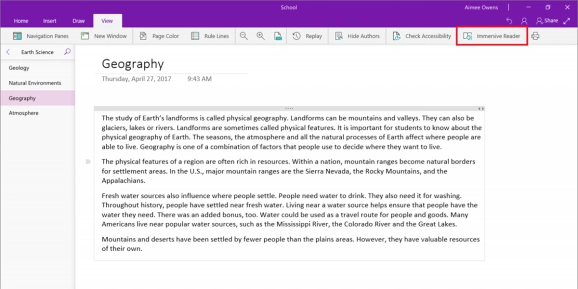 School
Aimee Owens
Home Insert Draw View
Share
Navigation Panes New Window Page Color Rule Lines Replay Hide Authors Check Accessibility Immersive Reader
Earth Science
Geology
Natural Environments
Geography
Atmosphere
Geography
Thursday, April 27, 2017 9:43 AM
The study of Earth's landforms is called physical geography. Landforms can be mountains and valleys. They can also be
glaciers, lakes or rivers. Landforms are sometimes called physical features. It is important for students to know about the
physical geography of Earth. The seasons, the atmosphere and all the natural processes of Earth affect where people are
able to live. Geography is one of a combination of factors that people use to decide where they want to live.
The physical features of a region are often rich in resources. Within a nation, mountain ranges become natural borders
for settlement areas. In the U.S., major mountain ranges are the Sierra Nevada, the Rocky Mountains, and the
Appalachians.
Fresh water sources also influence where people settle. People need water to drink. They also need it for washing.
Throughout history, people have settled near fresh water. Living near a water source helps ensure that people have the
water they need. There was an added bonus, too. Water could be used as a travel route for people and goods. Many
Americans live near popular water sources, such as the Mississippi River, the Colorado River and the Great Lakes.
Mountains and deserts have been settled by fewer people than the plains areas. However, they have valuable resources
of their own.